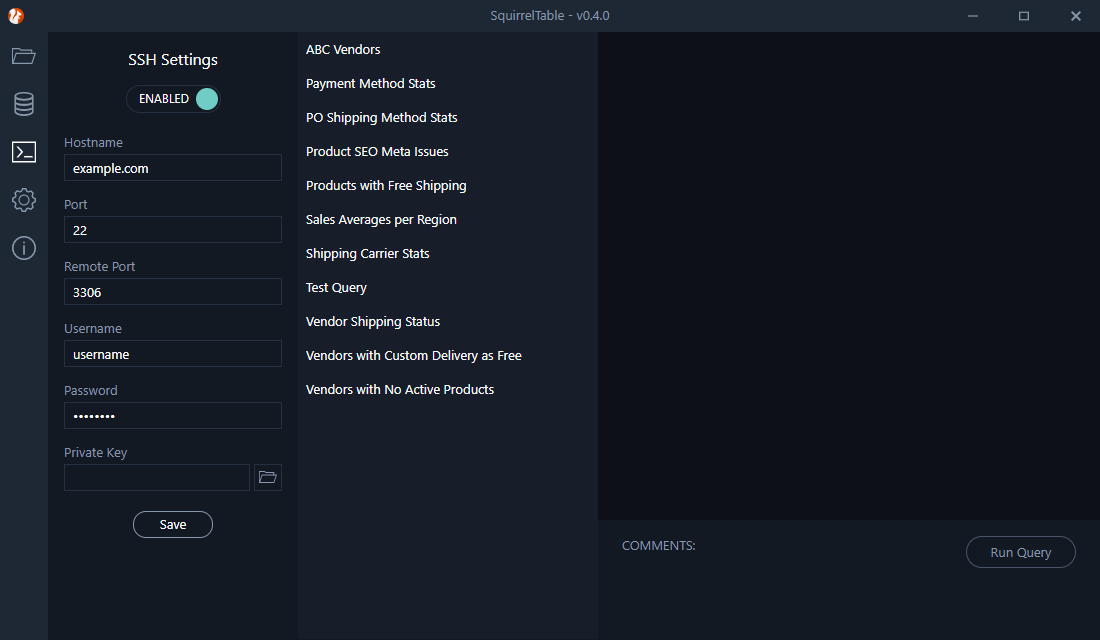 SquirrelTable - v0.4.0
SSH Settings
ENABLED
Hostname
example.com
Port
22
Remote Port
3306
Username
username
Password
••••••••
Private Key
Save
ABC Vendors
Payment Method Stats
PO Shipping Method Stats
Product SEO Meta Issues
Products with Free Shipping
Sales Averages per Region
Shipping Carrier Stats
Test Query
Vendor Shipping Status
Vendors with Custom Delivery as Free
Vendors with No Active Products
COMMENTS:
Run Query